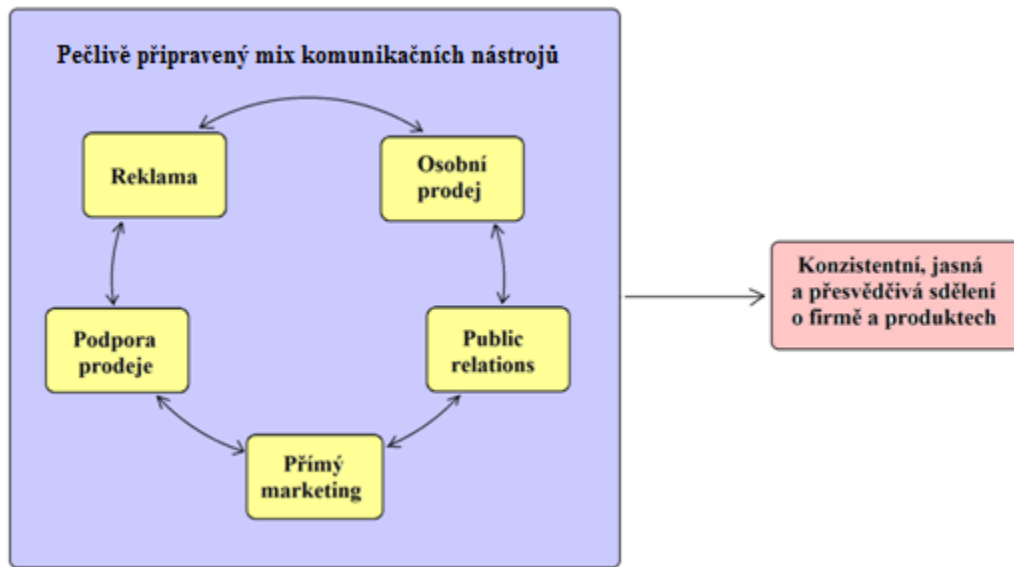 Pečlivě připravený mix komunikačních nástrojů
Reklama
Osobní
prodej
Podpora
prodeje
Public
relations
Přímý
marketing
Konzistentní, jasná
a přesvědčivá sdělení
o firmě a produktech